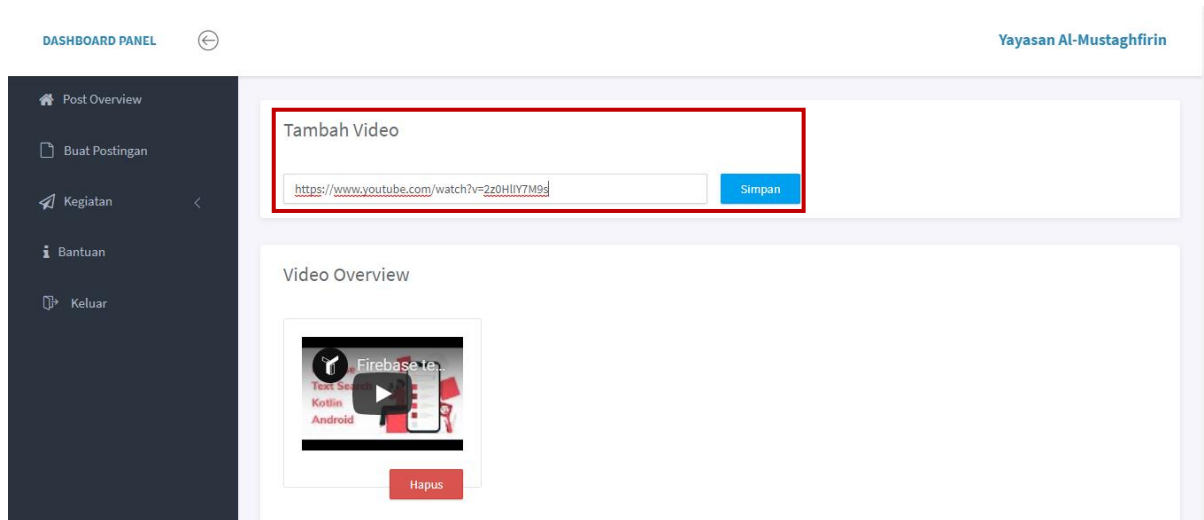 DASHBOARD PANEL
Yayasan Al-Mustaghfirin
Post Overview
Buat Postingan
Kegiatan
Bantuan
Keluar
Tambah Video
https://www.youtube.com/watch?v=2z0HlIY7M9s
Simpan
Video Overview
Firebase te...
Text Se
Kotlin
Android
Hapus